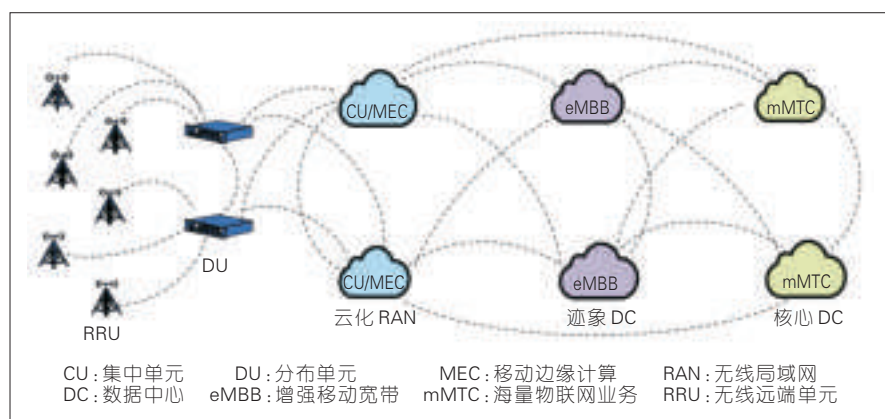 CU/MEC eMBB mMTC
DU
CU/MEC eMBB mMTC
RRU 云化 RAN 迹象 DC 核心 DC
CU：集中单元 DU：分布单元 MEC：移动边缘计算 RAN：无线局域网
DC：数据中心 eMBB：增强移动宽带 mMTC：海量物联网业务 RRU：无线远端单元